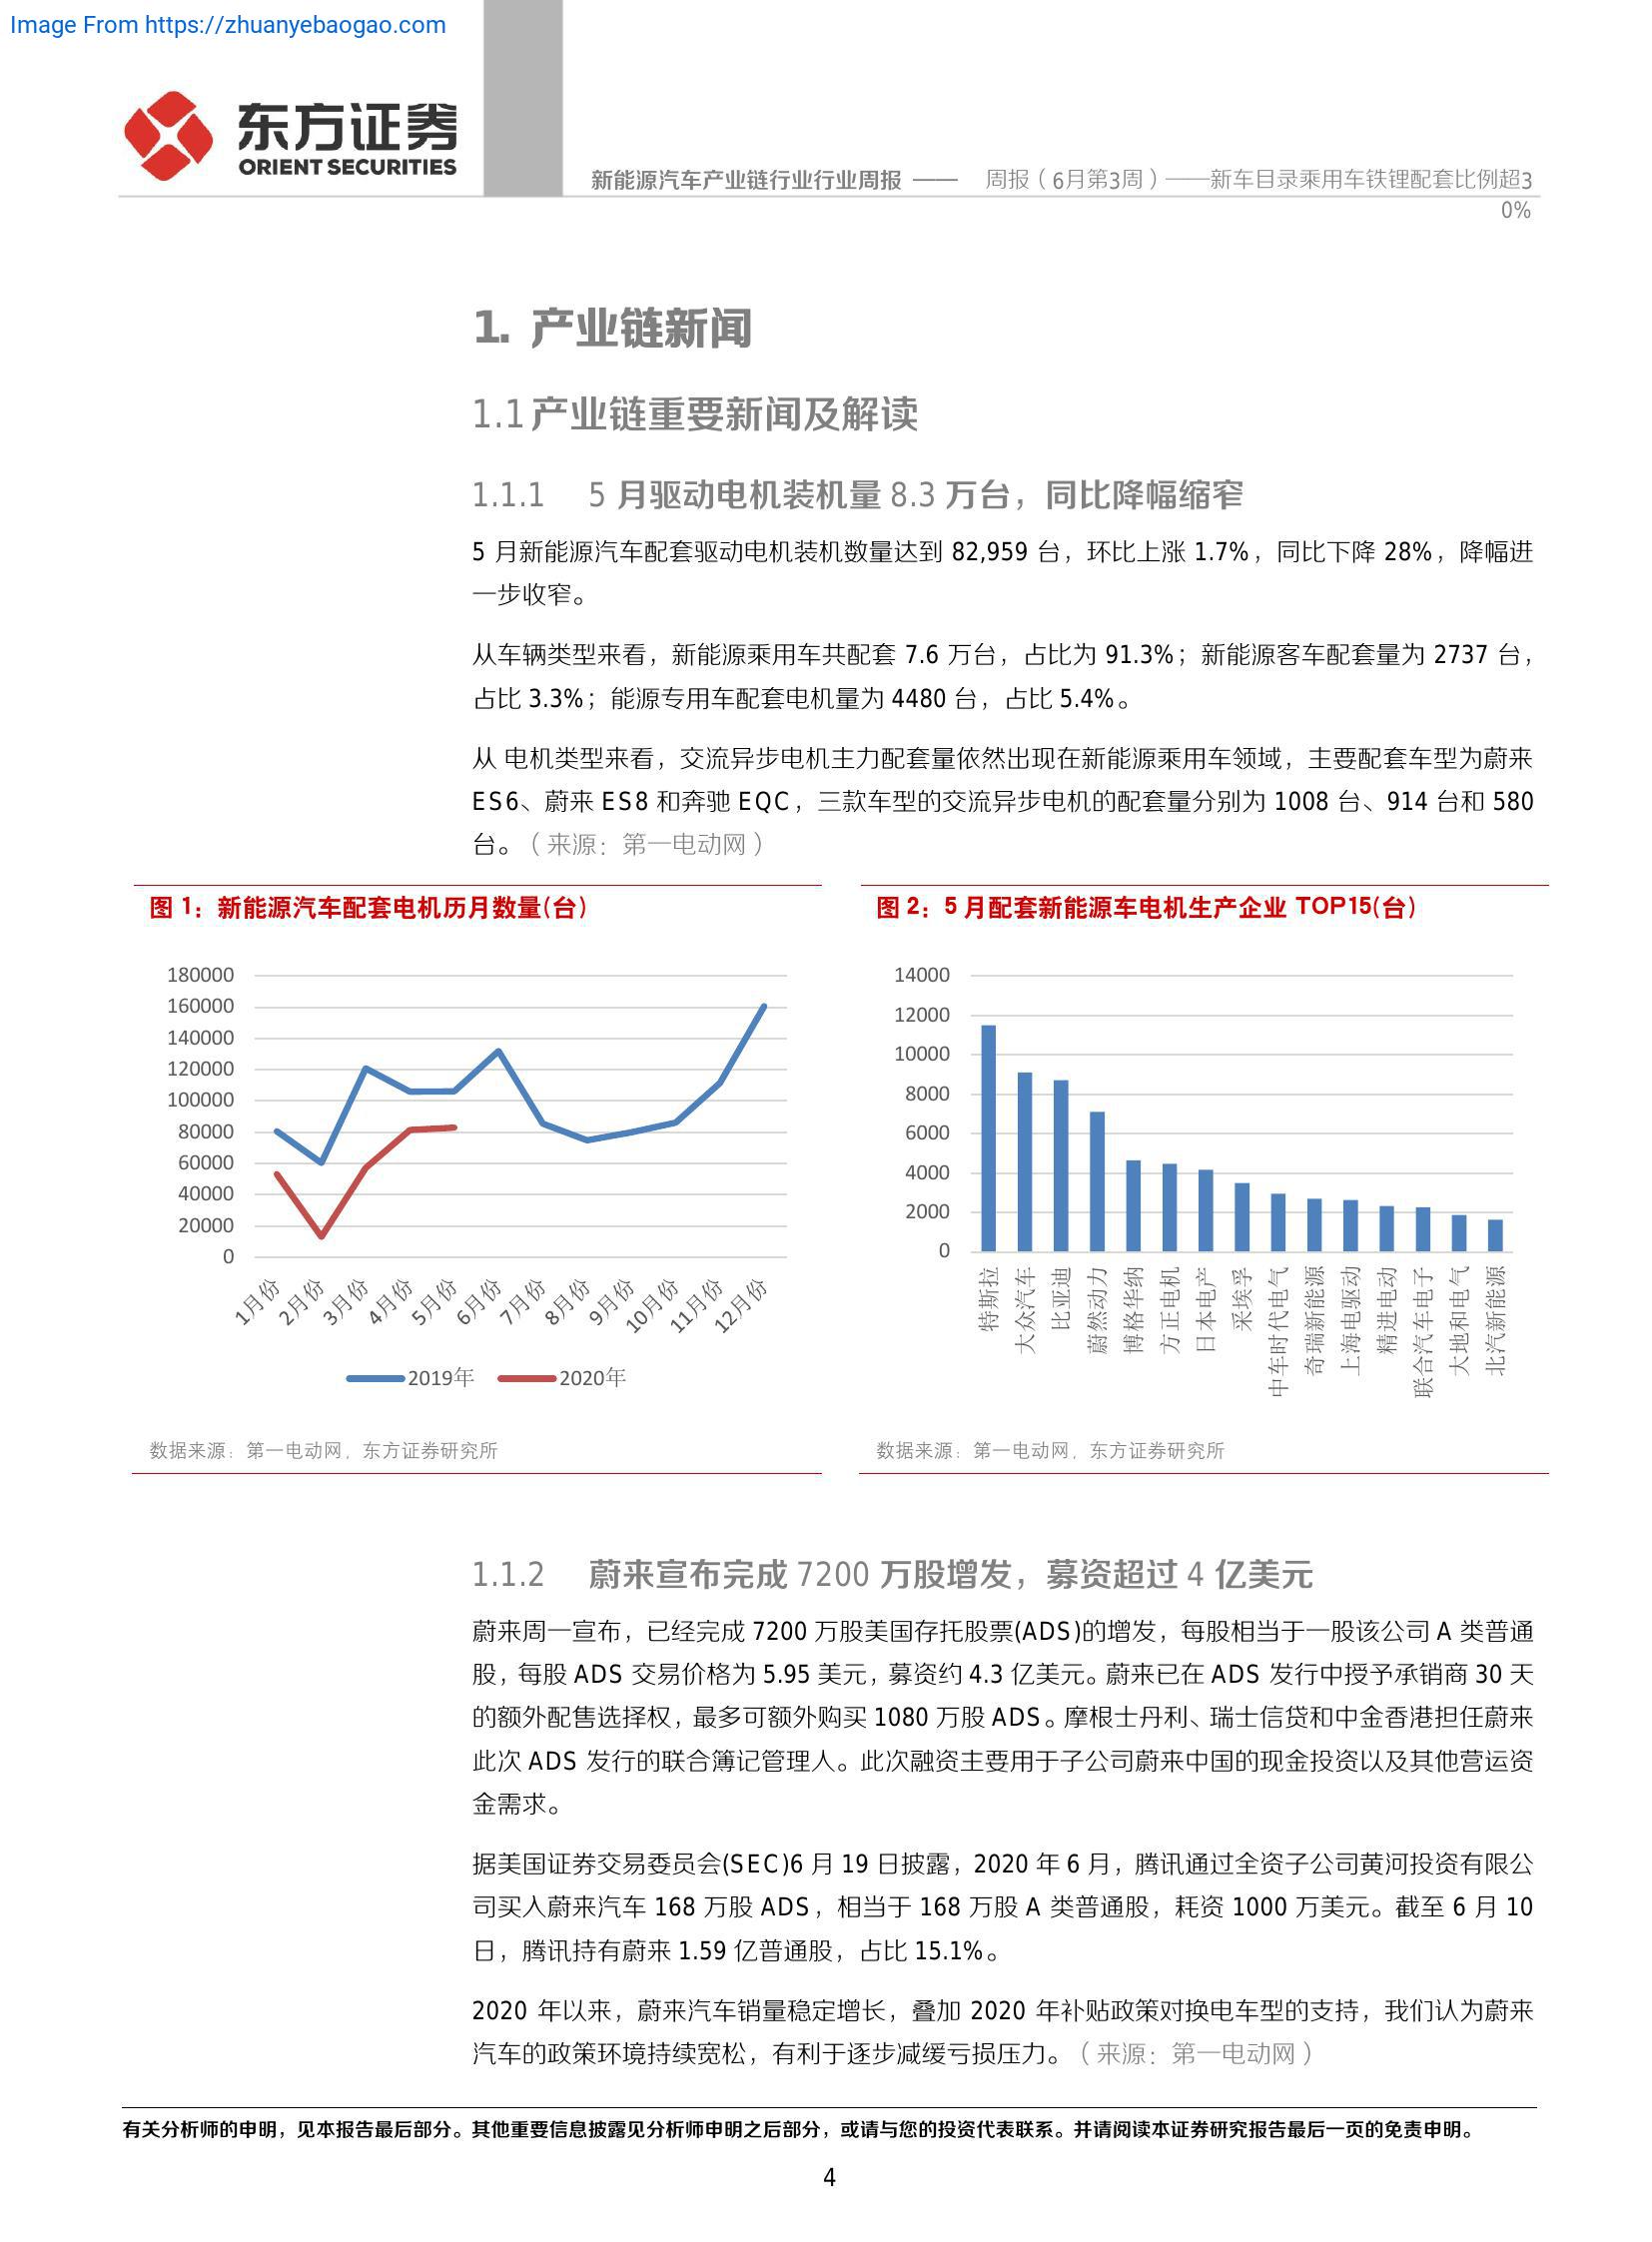 Image From https://zhuanyebaogao.com
东方证券
ORIENT SECURITIES
新能源汽车产业链行业行业周报 —— 周报（6月第3周）——新车目录乘用车铁锂配套比例超3
0%
1. 产业链新闻
1.1产业链重要新闻及解读
1.1.1 5 月驱动电机装机量 8.3 万台，同比降幅缩窄
5 月新能源汽车配套驱动电机装机数量达到 82,959 台，环比上涨 1.7%，同比下降 28%，降幅进
一步收窄。
从车辆类型来看，新能源乘用车共配套 7.6 万台，占比为 91.3%；新能源客车配套量为 2737 台，
占比 3.3%；能源专用车配套电机量为 4480 台，占比 5.4%。
从 电机类型来看，交流异步电机主力配套量依然出现在新能源乘用车领域，主要配套车型为蔚来
ES6、蔚来 ES8 和奔驰 EQC，三款车型的交流异步电机的配套量分别为 1008 台、914 台和 580
台。（来源：第一电动网）
图 1：新能源汽车配套电机历月数量(台)
180000
160000
140000
120000
100000
80000
60000
40000
20000
0
1月份
2月份
3月份
4月份
5月份
6月份
7月份
8月份
9月份
10月份
11月份
12月份
2019年 2020年
数据来源：第一电动网，东方证券研究所
图 2：5 月配套新能源车电机生产企业 TOP15(台)
14000
12000
10000
8000
6000
4000
2000
0
特斯拉
大众汽车
比亚迪
蔚然动力
博格华纳
方正电机
日本电产
采埃孚
中车时代电气
奇瑞新能源
上海电驱动
精进电动
联合汽车电子
大地和电气
北汽新能源
数据来源：第一电动网，东方证券研究所
1.1.2 蔚来宣布完成 7200 万股增发，募资超过 4 亿美元
蔚来周一宣布，已经完成 7200 万股美国存托股票(ADS)的增发，每股相当于一股该公司 A 类普通
股，每股 ADS 交易价格为 5.95 美元，募资约 4.3 亿美元。蔚来已在 ADS 发行中授予承销商 30 天
的额外配售选择权，最多可额外购买 1080 万股 ADS。摩根士丹利、瑞士信贷和中金香港担任蔚来
此次 ADS 发行的联合簿记管理人。此次融资主要用于子公司蔚来中国的现金投资以及其他营运资
金需求。
据美国证券交易委员会(SEC)6 月 19 日披露，2020 年 6 月，腾讯通过全资子公司黄河投资有限公
司买入蔚来汽车 168 万股 ADS，相当于 168 万股 A 类普通股，耗资 1000 万美元。截至 6 月 10
日，腾讯持有蔚来 1.59 亿普通股，占比 15.1%。
2020 年以来，蔚来汽车销量稳定增长，叠加 2020 年补贴政策对换电车型的支持，我们认为蔚来
汽车的政策环境持续宽松，有利于逐步减缓亏损压力。（来源：第一电动网）
有关分析师的申明，见本报告最后部分。其他重要信息披露见分析师申明之后部分，或请与您的投资代表联系。并请阅读本证券研究报告最后一页的免责申明。
4